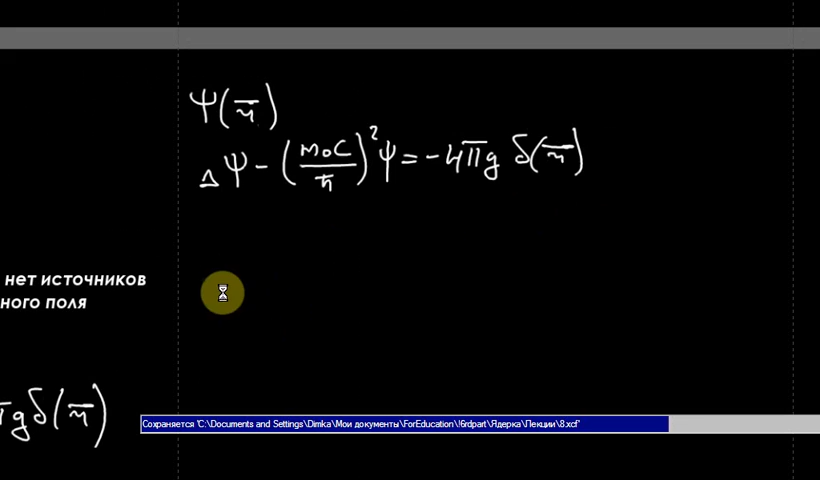 Ψ(r̄)
ΔΨ − (m₀c/ħ)²Ψ = −4πg δ(r̄)
нет источников
ного поля
πgδ(r̄)
Сохраняется 'C:\Documents and Settings\Dimka\Мои документы\ForEducation\!6rdpart\Ядерка\Лекции\8.xcf'